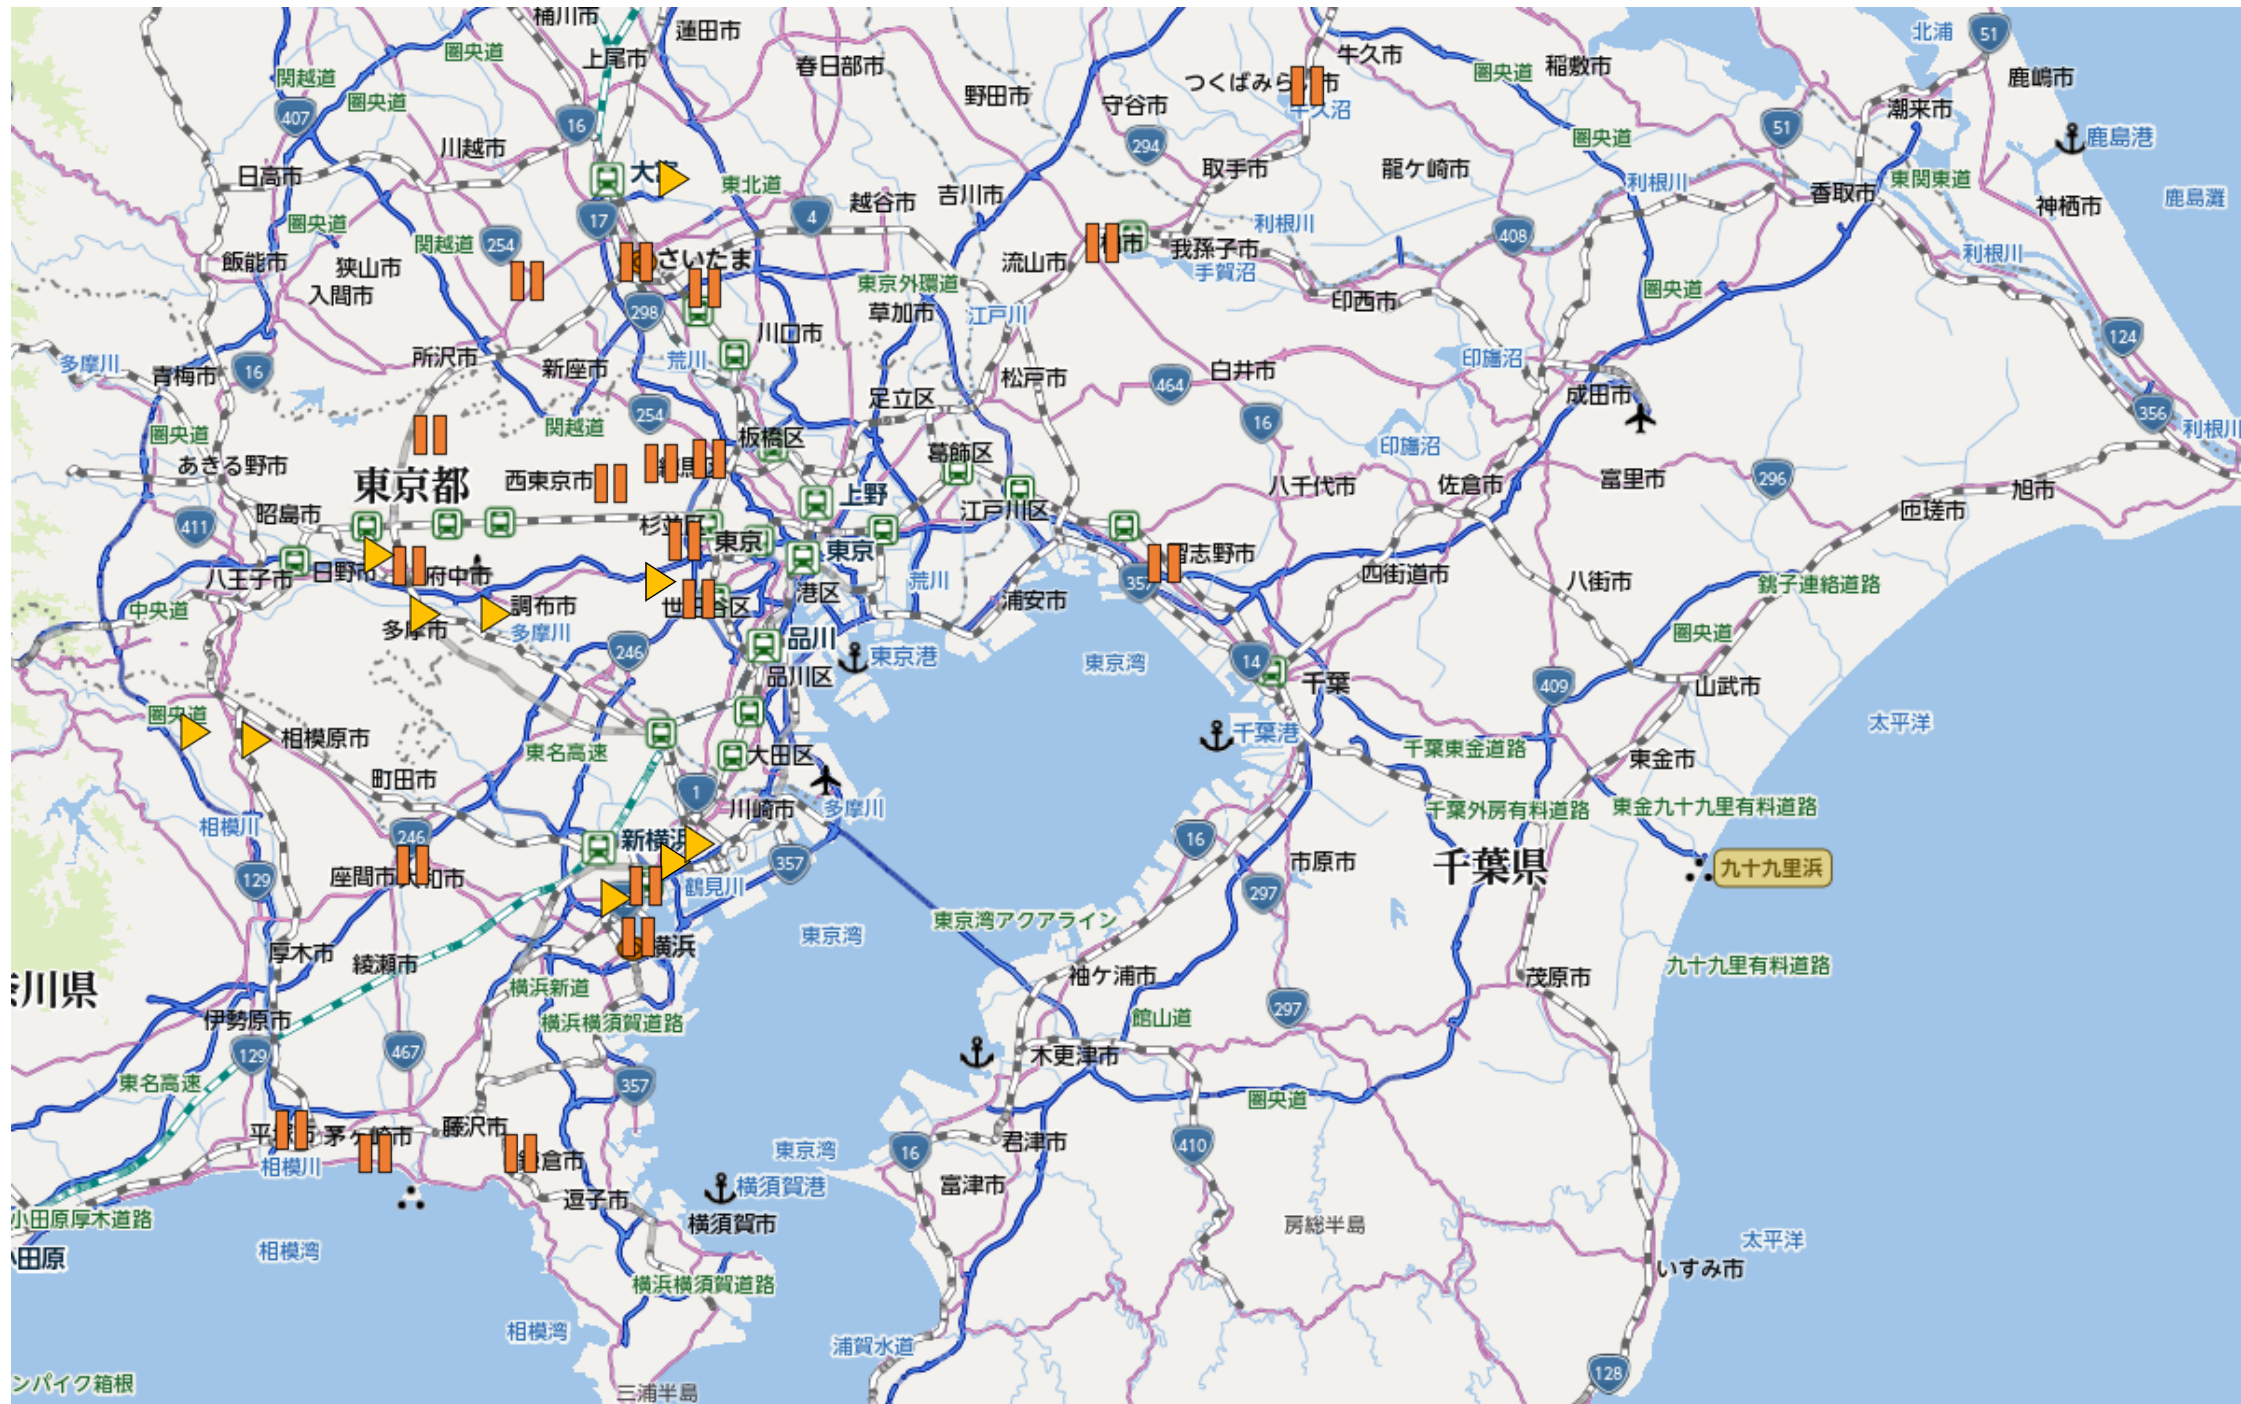 桶川市
蓮田市
北浦
51
圏央道
上尾市
春日部市
牛久市
稲敷市
鹿嶋市
関越道
圏央道
野田市
つくばみら
圏央道
407
16
守谷市
牛久沼
潮来市
51
鹿島港
川越市
294
圏央道
日高市
大宮
東北道
取手市
龍ケ崎市
利根川
東関東道
吉川市
香取市
鹿島灘
17
4
越谷市
神栖市
圏央道
関越道
254
利根川
408
飯能市
狭山市
さいたま
流山市
柏市
我孫子市
手賀沼
利根川
入間市
東京外環道
圏央道
298
草加市
江戸川
印西市
川口市
124
多摩川
青梅市
16
所沢市
新座市
荒川
松戸市
464
白井市
印旛沼
成田市
足立区
254
16
356
圏央道
関越道
板橋区
印旛沼
利根川
あきる野市
葛飾区
東京都
西東京市
練馬区
八千代市
佐倉市
富里市
296
旭市
昭島市
上野
江戸川区
匝瑳市
411
杉並区
東京
東京
習志野市
八王子市
日野市
府中市
荒川
357
四街道市
八街市
銚子連絡道路
中央道
調布市
世田谷区
港区
浦安市
多摩市
多摩川
246
品川
東京港
東京湾
14
圏央道
品川区
千葉
409
山武市
圏央道
相模原市
太平洋
千葉港
東名高速
大田区
千葉東金道路
東金市
町田市
1
川崎市
多摩川
千葉外房有料道路
東金九十九里有料道路
相模川
246
新横浜
16
357
市原市
千葉県
九十九里浜
座間市
大和市
129
鶴見川
297
東京湾アクアライン
東京湾
厚木市
綾瀬市
横浜
九十九里有料道路
川県
横浜新道
袖ケ浦市
茂原市
伊勢原市
横浜横須賀道路
館山道
297
129
467
木更津市
東名高速
357
圏央道
平塚市
茅ヶ崎市
藤沢市
東京湾
16
君津市
410
相模川
鎌倉市
横須賀港
富津市
逗子市
小田原厚木道路
横須賀市
房総半島
相模湾
太平洋
小田原
いすみ市
横浜横須賀道路
相模湾
浦賀水道
128
ンパイク箱根
三浦半島